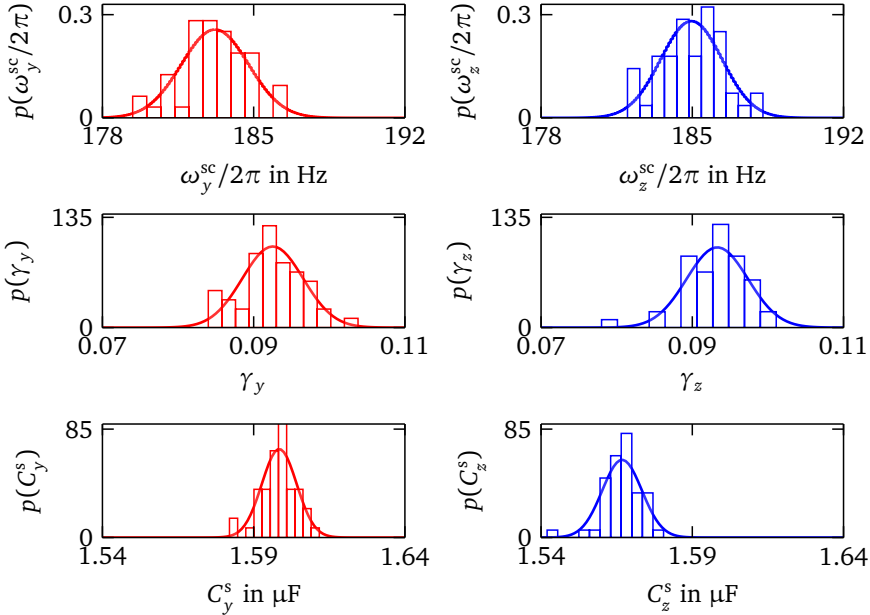 p(ω_y^sc/2π)
0.3
0
178
185
192
ω_y^sc/2π in Hz
p(ω_z^sc/2π)
0.3
0
178
185
192
ω_z^sc/2π in Hz
p(γ_y)
135
0
0.07
0.09
0.11
γ_y
p(γ_z)
135
0
0.07
0.09
0.11
γ_z
p(C_y^s)
85
0
1.54
1.59
1.64
C_y^s in μF
p(C_z^s)
85
0
1.54
1.59
1.64
C_z^s in μF